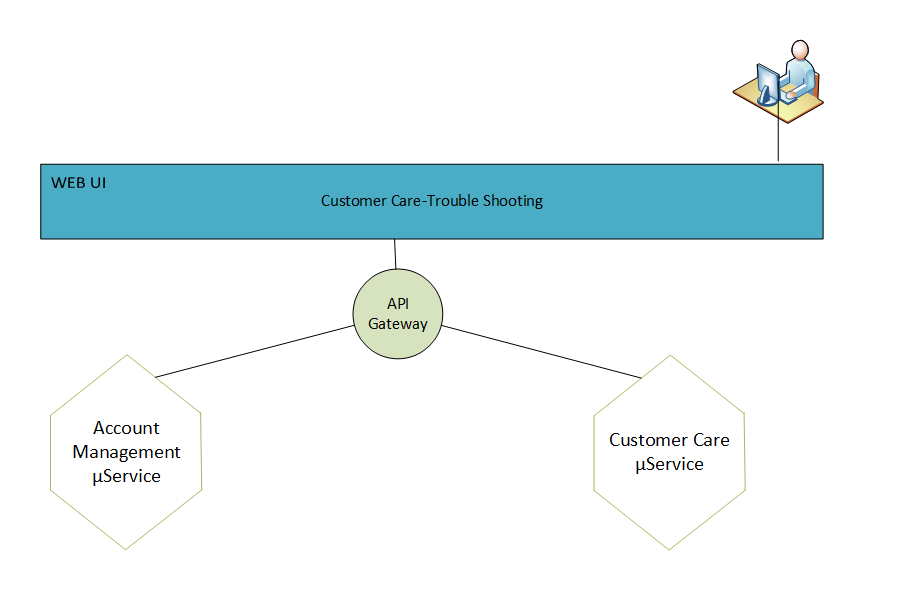 WEB UI
Customer Care-Trouble Shooting
API
Gateway
Account
Management
µService
Customer Care
µService